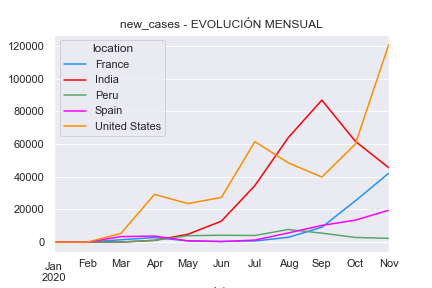 new_cases - EVOLUCIÓN MENSUAL
location
France
India
Peru
Spain
United States
120000
100000
80000
60000
40000
20000
0
Jan Feb Mar Apr May Jun Jul Aug Sep Oct Nov
2020